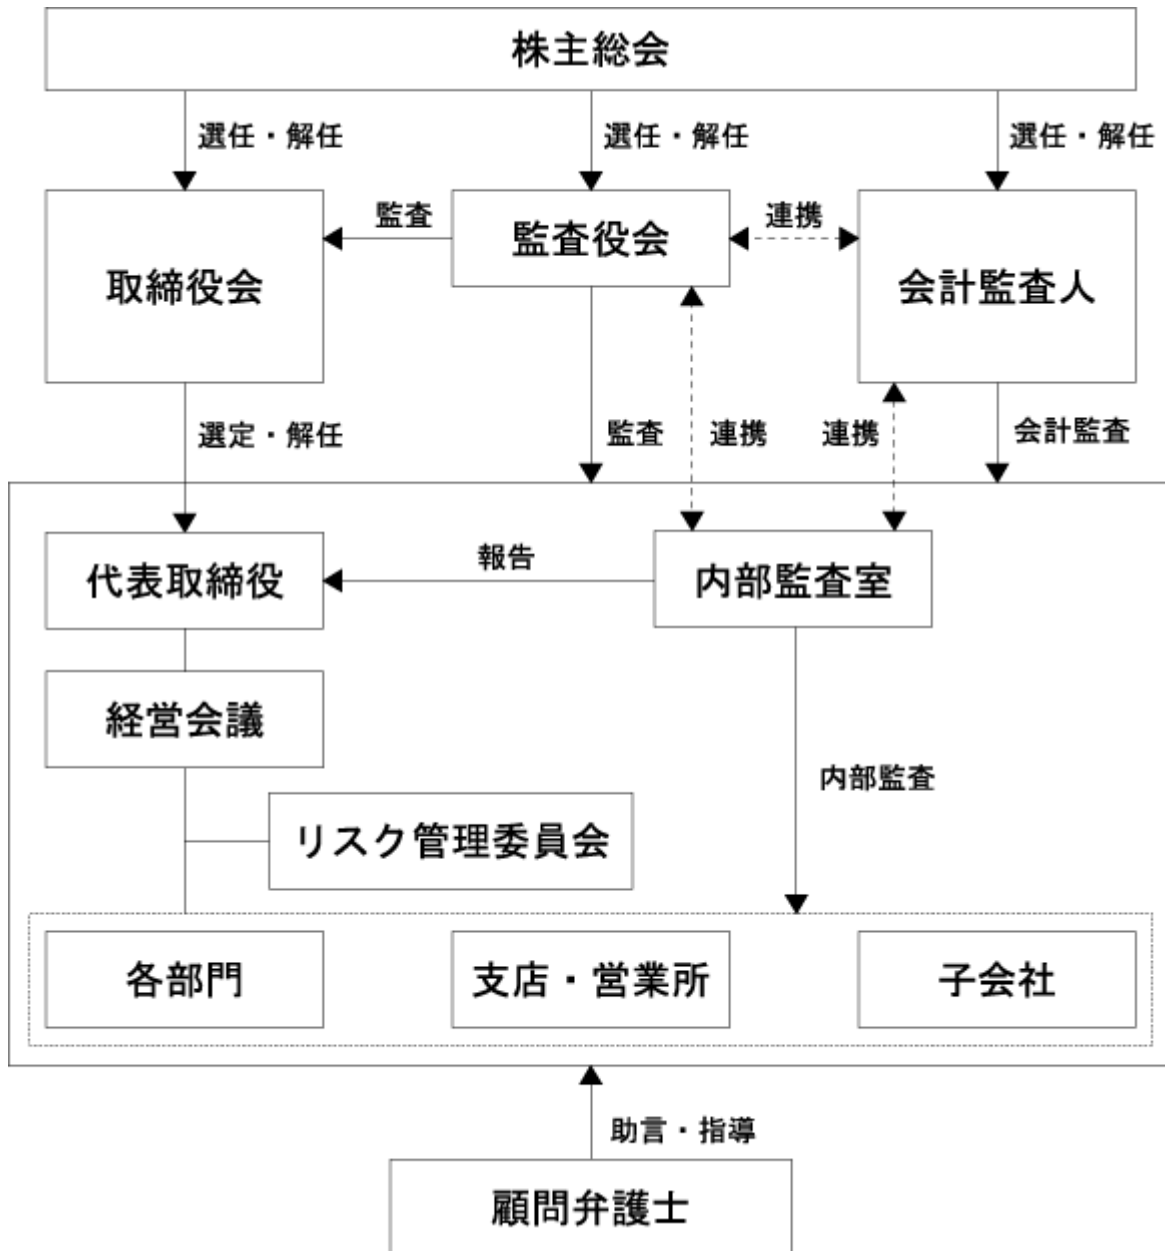 株主総会
選任・解任
選任・解任
選任・解任
取締役会
監査
監査役会
連携
会計監査人
選定・解任
監査
連携
連携
会計監査
代表取締役
報告
内部監査室
経営会議
内部監査
リスク管理委員会
各部門
支店・営業所
子会社
助言・指導
顧問弁護士